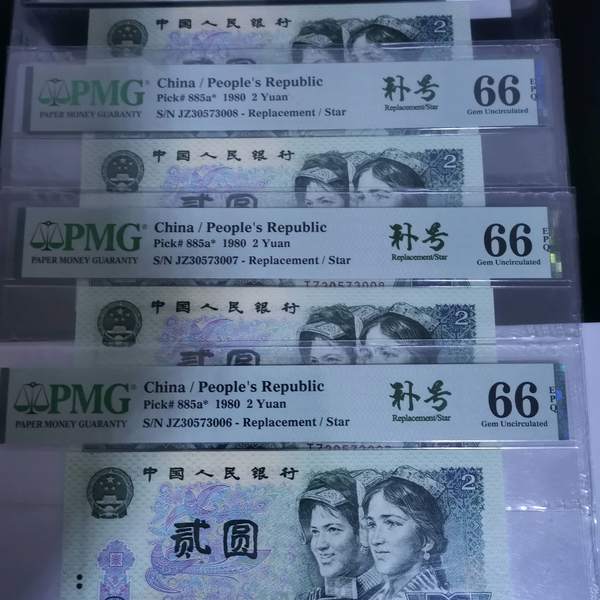 中国人民银行
2
PMG
PAPER MONEY GUARANTY
China / People's Republic
Pick# 885a* 1980 2 Yuan
S/N JZ30573008 - Replacement / Star
补号
Replacement/Star
66
EPQ
Gem Uncirculated
中国人民银行
2
贰圆
PMG
PAPER MONEY GUARANTY
China / People's Republic
Pick# 885a* 1980 2 Yuan
S/N JZ30573007 - Replacement / Star
补号
Replacement/Star
66
EPQ
Gem Uncirculated
JZ30573008
中国人民银行
2
贰圆
PMG
PAPER MONEY GUARANTY
China / People's Republic
Pick# 885a* 1980 2 Yuan
S/N JZ30573006 - Replacement / Star
补号
Replacement/Star
66
EPQ
Gem Uncirculated
中国人民银行
2
贰圆